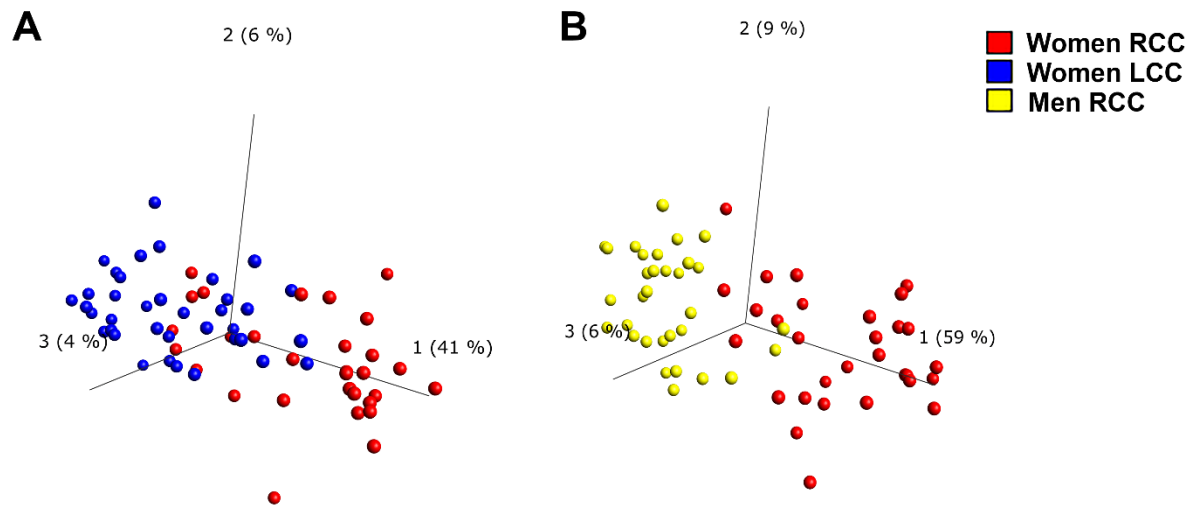 A
2 (6 %)
3 (4 %)
1 (41 %)
B
2 (9 %)
3 (6 %)
1 (59 %)
Women RCC
Women LCC
Men RCC